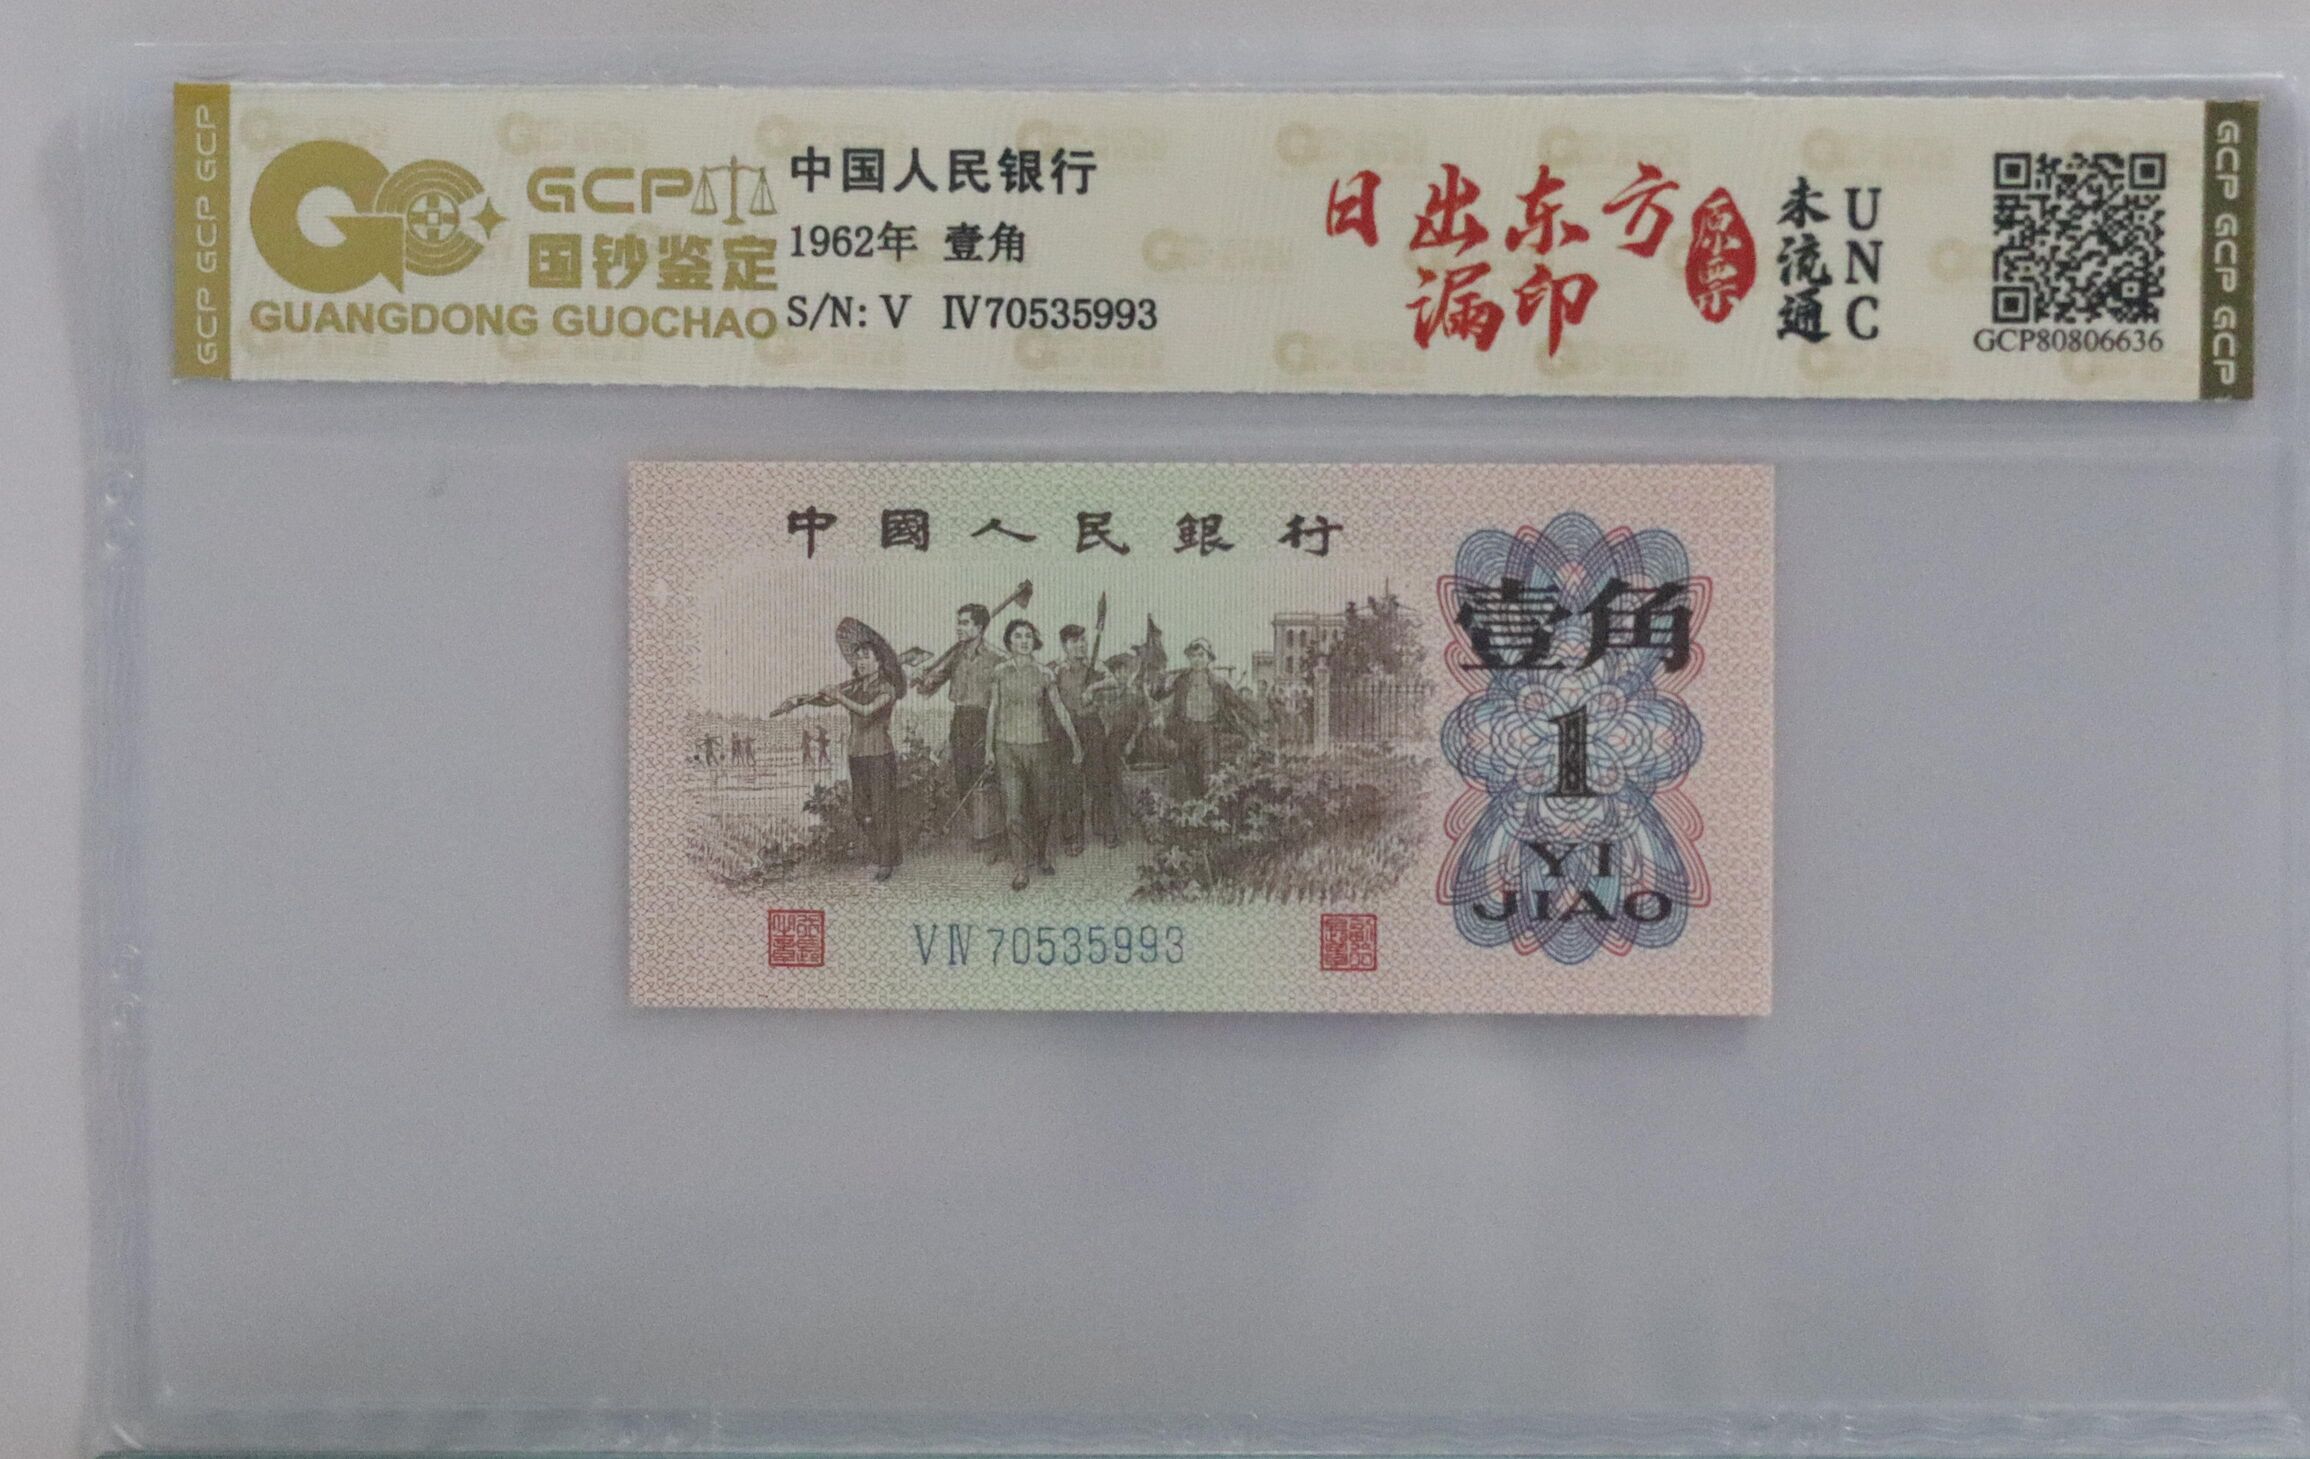 GCP GCP GCP
GCP
国钞鉴定
GUANGDONG GUOCHAO
中国人民银行
1962年 壹角
S/N: V Ⅳ70535993
日出东方
漏印
原票
未流通
UNC
GCP80806636
GCP GCP GCP
中國人民銀行
壹角
1
YI
JIAO
VⅣ70535993